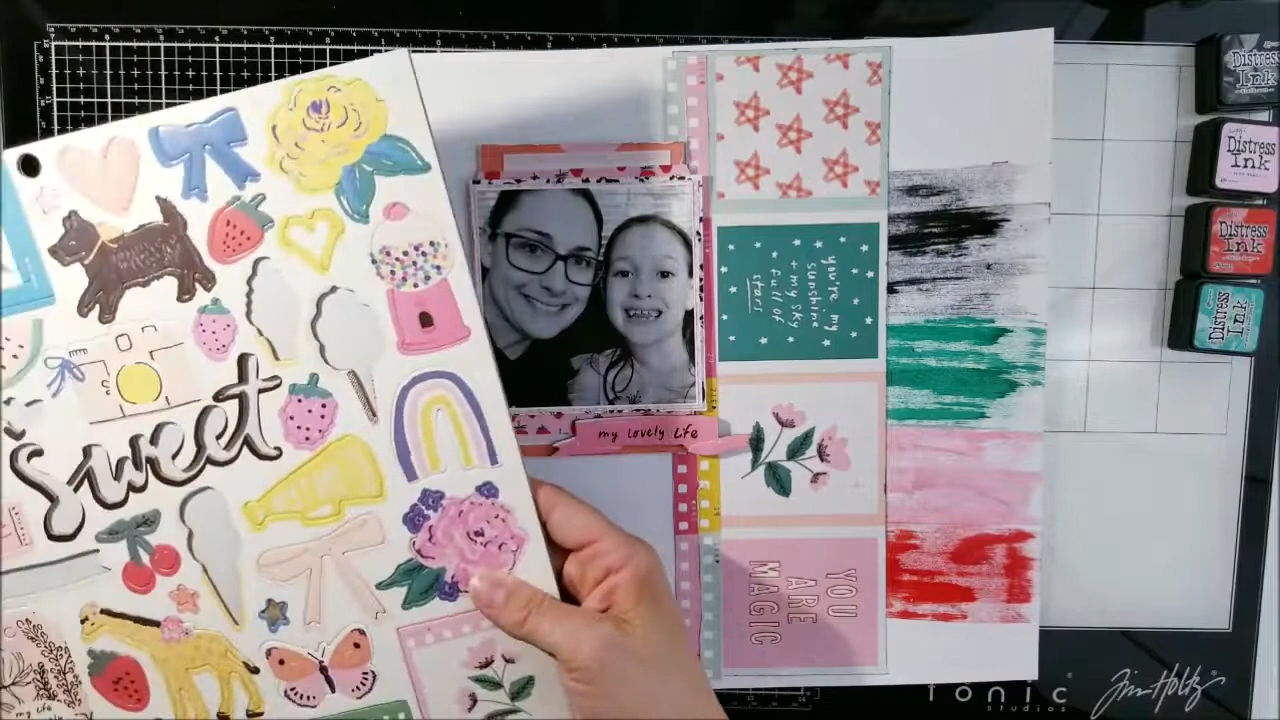 Sweet
my lovely life
you're my
sunshine
+ my sky
full of
stars
YOU
ARE
MAGIC
Distress
Ink
Distress
Ink
Distress
Ink
Distress
Ink
tonic
studios
Tim Holtz